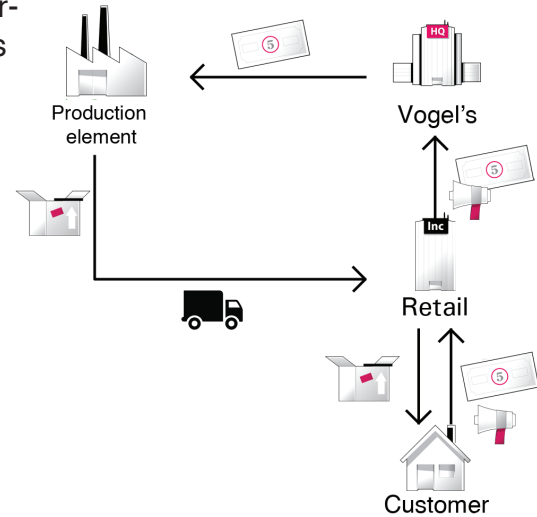 r-
s
5
HQ
Production
element
Vogel's
5
Inc
Retail
5
Customer